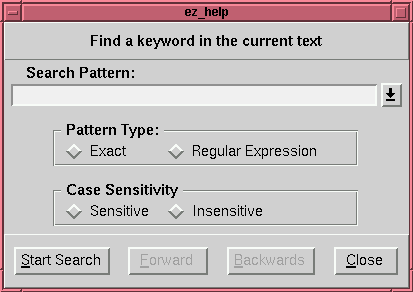 ez_help
Find a keyword in the current text
Search Pattern:
Pattern Type:
Exact Regular Expression
Case Sensitivity
Sensitive Insensitive
Start Search Forward Backwards Close